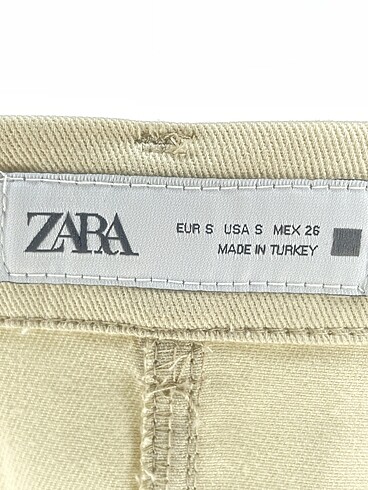 ZARA
EUR S USA S MEX 26
MADE IN TURKEY